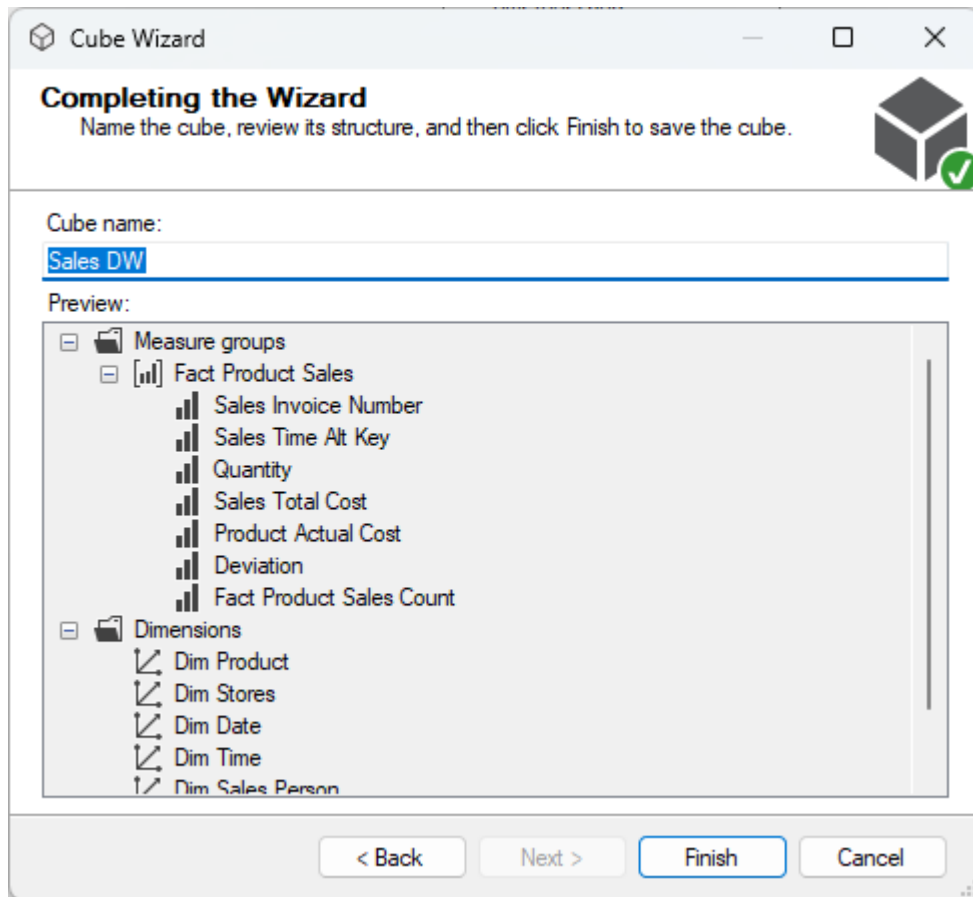 Cube Wizard
Completing the Wizard
Name the cube, review its structure, and then click Finish to save the cube.
Cube name:
Sales DW
Preview:
Measure groups
Fact Product Sales
Sales Invoice Number
Sales Time Alt Key
Quantity
Sales Total Cost
Product Actual Cost
Deviation
Fact Product Sales Count
Dimensions
Dim Product
Dim Stores
Dim Date
Dim Time
Dim Sales Person
< Back Next > Finish Cancel